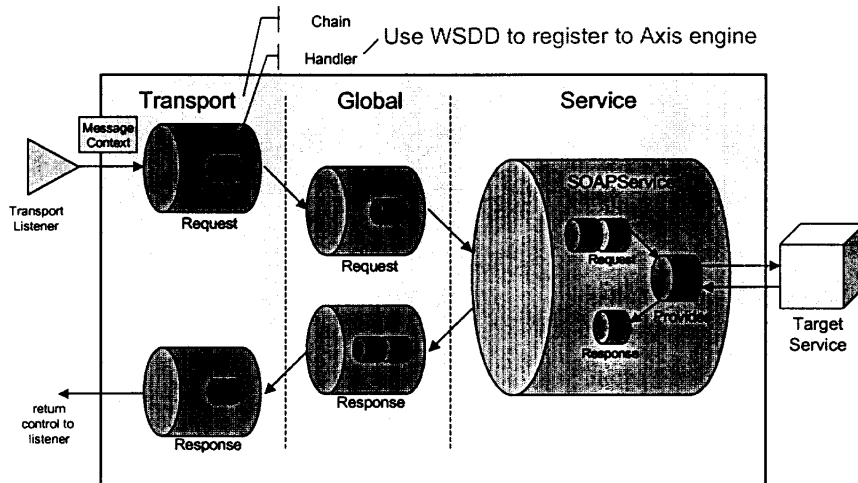 Chain
Handler
Use WSDD to register to Axis engine
Transport
Global
Service
Message
Context
Transport
Listener
Request
Request
SOAPService
Request
Provider
Response
Target
Service
Response
Response
return
control to
listener